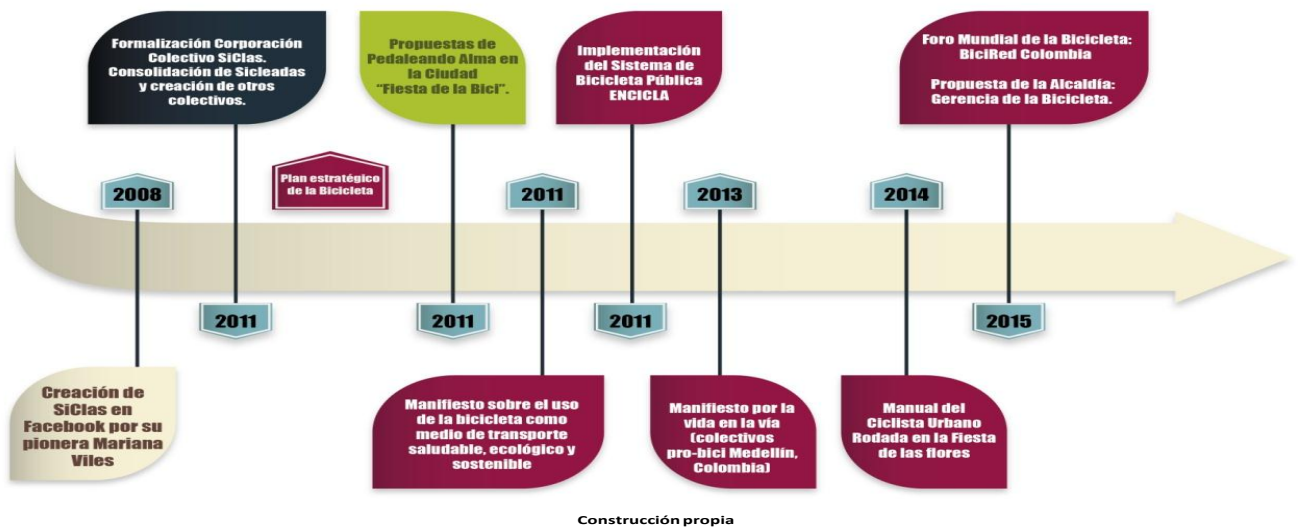 Formalización Corporación
Colectivo SiClas.
Consolidación de Sicleadas
y creación de otros
colectivos.
Propuestas de
Pedaleando Alma en
la Ciudad
“Fiesta de la Bici”.
Implementación
del Sistema de
Bicicleta Pública
ENCICLA
Foro Mundial de la Bicicleta:
BiciRed Colombia
Propuesta de la Alcaldía:
Gerencia de la Bicicleta.
2008
Plan estratégico
de la Bicicleta
2011
2013
2014
2011
2011
2011
2015
Creación de
SiClas en
Facebook por su
pionera Mariana
Viles
Manifiesto sobre el uso
de la bicicleta como
medio de transporte
saludable, ecológico y
sostenible
Manifiesto por la
vida en la vía
(colectivos
pro-bici Medellín,
Colombia)
Manual del
Ciclista Urbano
Rodada en la Fiesta
de las flores
Construcción propia